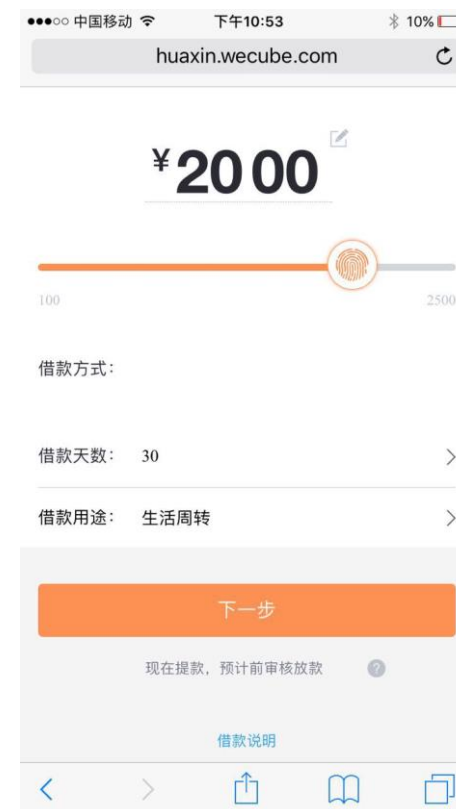 中国移动 下午10:53 10%
huaxin.wecube.com
¥2000
100 2500
借款方式:
借款天数: 30
借款用途: 生活周转
下一步
现在提款, 预计前审核放款 ?
借款说明